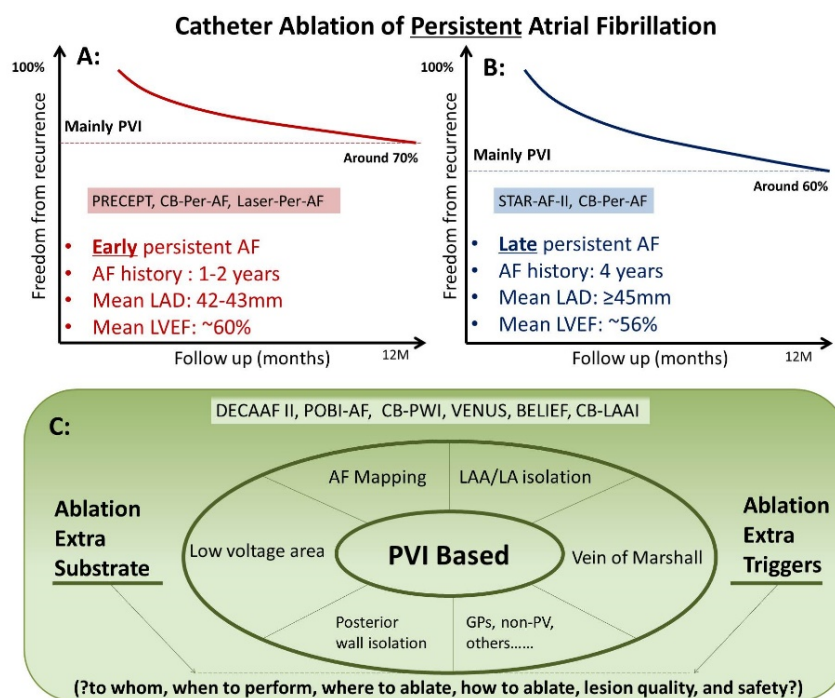 Catheter Ablation of Persistent Atrial Fibrillation
A:
100%
Freedom from recurrence
Mainly PVI
Around 70%
PRECEPT, CB-Per-AF, Laser-Per-AF
• Early persistent AF
• AF history : 1-2 years
• Mean LAD: 42-43mm
• Mean LVEF: ~60%
Follow up (months)
12M
B:
100%
Freedom from recurrence
Mainly PVI
Around 60%
STAR-AF-II, CB-Per-AF
• Late persistent AF
• AF history: 4 years
• Mean LAD: ≥45mm
• Mean LVEF: ~56%
Follow up (months)
12M
C:
DECAAF II, POBI-AF, CB-PWI, VENUS, BELIEF, CB-LAAI
Ablation
Extra
Substrate
AF Mapping
LAA/LA isolation
Low voltage area
PVI Based
Vein of Marshall
Posterior
wall isolation
GPs, non-PV,
others......
Ablation
Extra
Triggers
(?to whom, when to perform, where to ablate, how to ablate, lesion quality, and safety?)